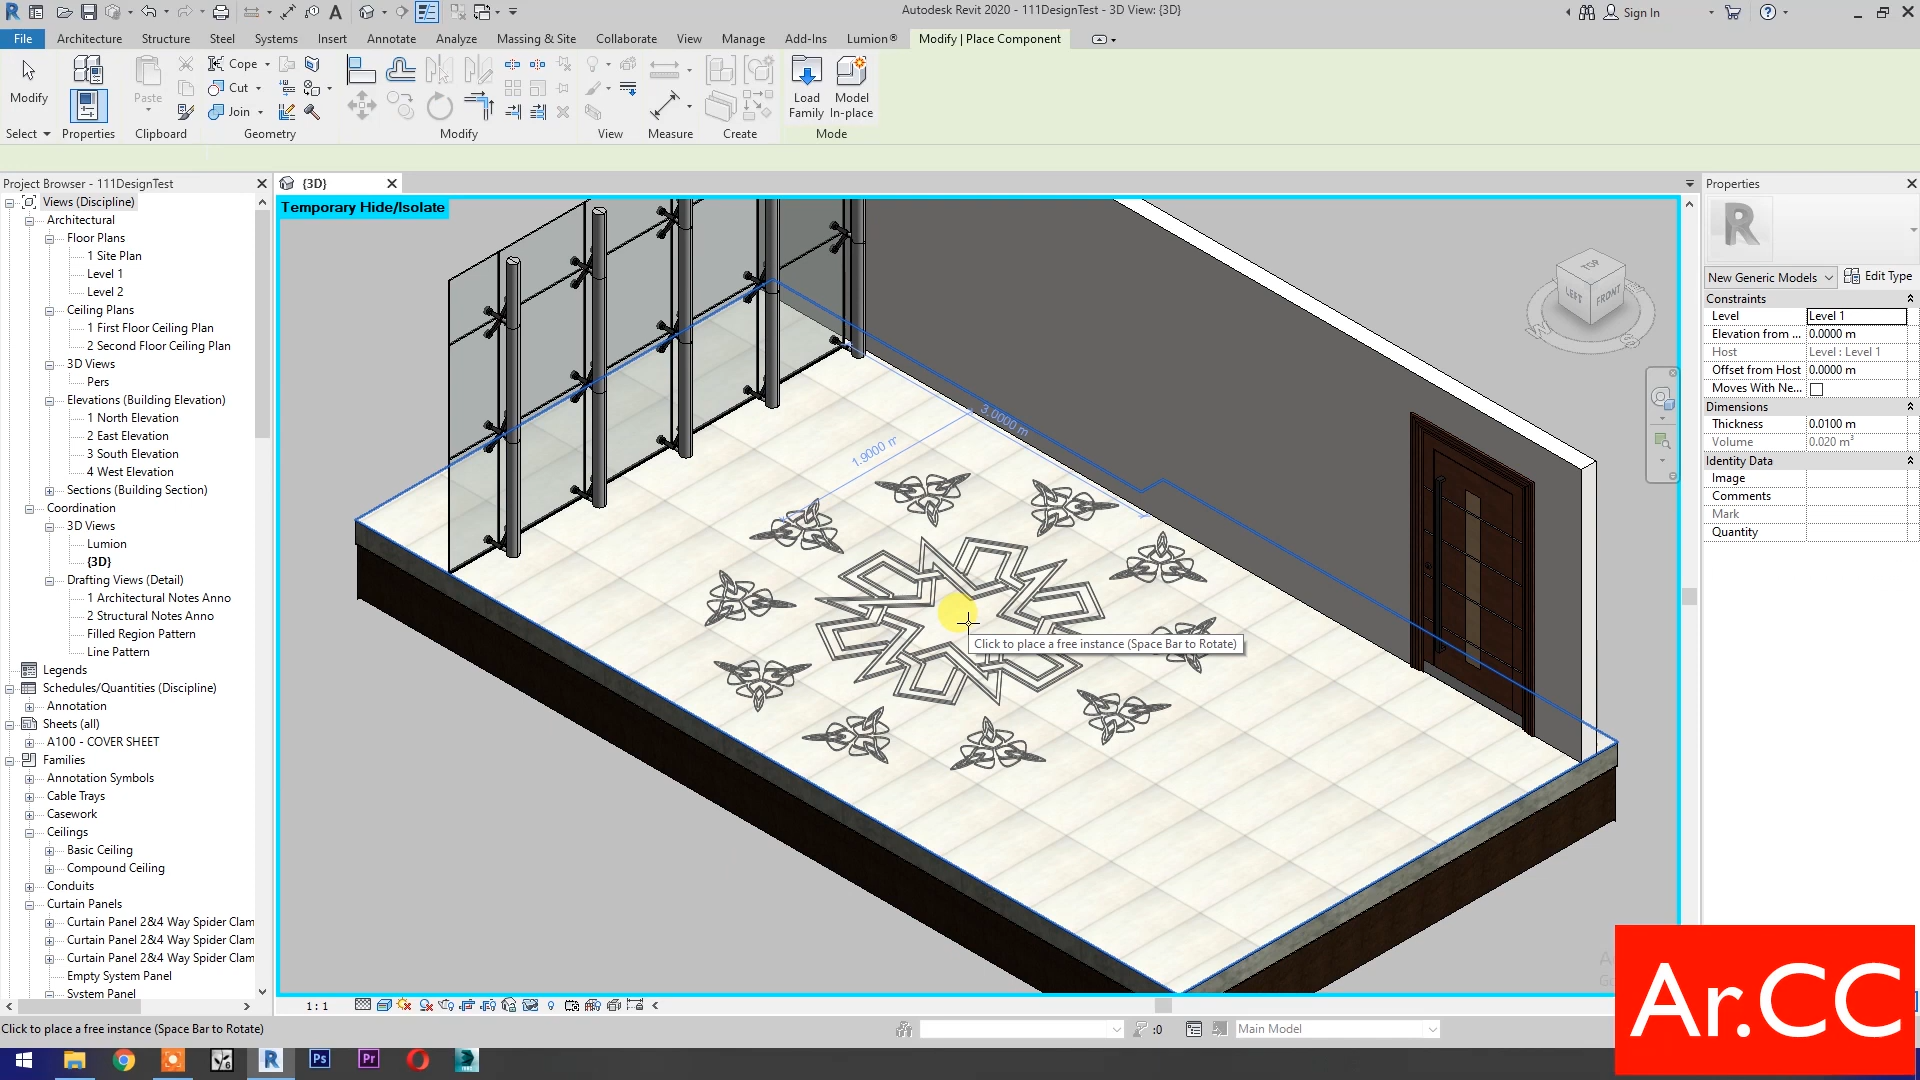 Autodesk Revit 2020 - 111DesignTest - 3D View: {3D}
Sign In
File Architecture Structure Steel Systems Insert Annotate Analyze Massing & Site Collaborate View Manage Add-Ins Lumion® Modify | Place Component
Modify
Paste
Cope
Cut
Join
Load Family
Model In-place
Select Properties Clipboard Geometry Modify View Measure Create Mode
Project Browser - 111DesignTest
{3D}
Properties
Temporary Hide/Isolate
Views (Discipline)
Architectural
Floor Plans
1 Site Plan
Level 1
Level 2
Ceiling Plans
1 First Floor Ceiling Plan
2 Second Floor Ceiling Plan
3D Views
Pers
Elevations (Building Elevation)
1 North Elevation
2 East Elevation
3 South Elevation
4 West Elevation
Sections (Building Section)
Coordination
3D Views
Lumion
{3D}
Drafting Views (Detail)
1 Architectural Notes Anno
2 Structural Notes Anno
Filled Region Pattern
Line Pattern
Legends
Schedules/Quantities (Discipline)
Annotation
Sheets (all)
A100 - COVER SHEET
Families
Annotation Symbols
Cable Trays
Casework
Ceilings
Basic Ceiling
Compound Ceiling
Conduits
Curtain Panels
Curtain Panel 2&4 Way Spider Clam
Curtain Panel 2&4 Way Spider Clam
Curtain Panel 2&4 Way Spider Clam
Empty System Panel
System Panel
3.0000 m
1.9000 m
Click to place a free instance (Space Bar to Rotate)
TOP
LEFT
FRONT
W
S
R
New Generic Models
Edit Type
Constraints
Level Level 1
Elevation from ... 0.0000 m
Host Level : Level 1
Offset from Host 0.0000 m
Moves With Ne...
Dimensions
Thickness 0.0100 m
Volume 0.020 m³
Identity Data
Image
Comments
Mark
Quantity
1 : 1
Click to place a free instance (Space Bar to Rotate)
:0
Main Model
Ar.CC
R
Ps
Pr